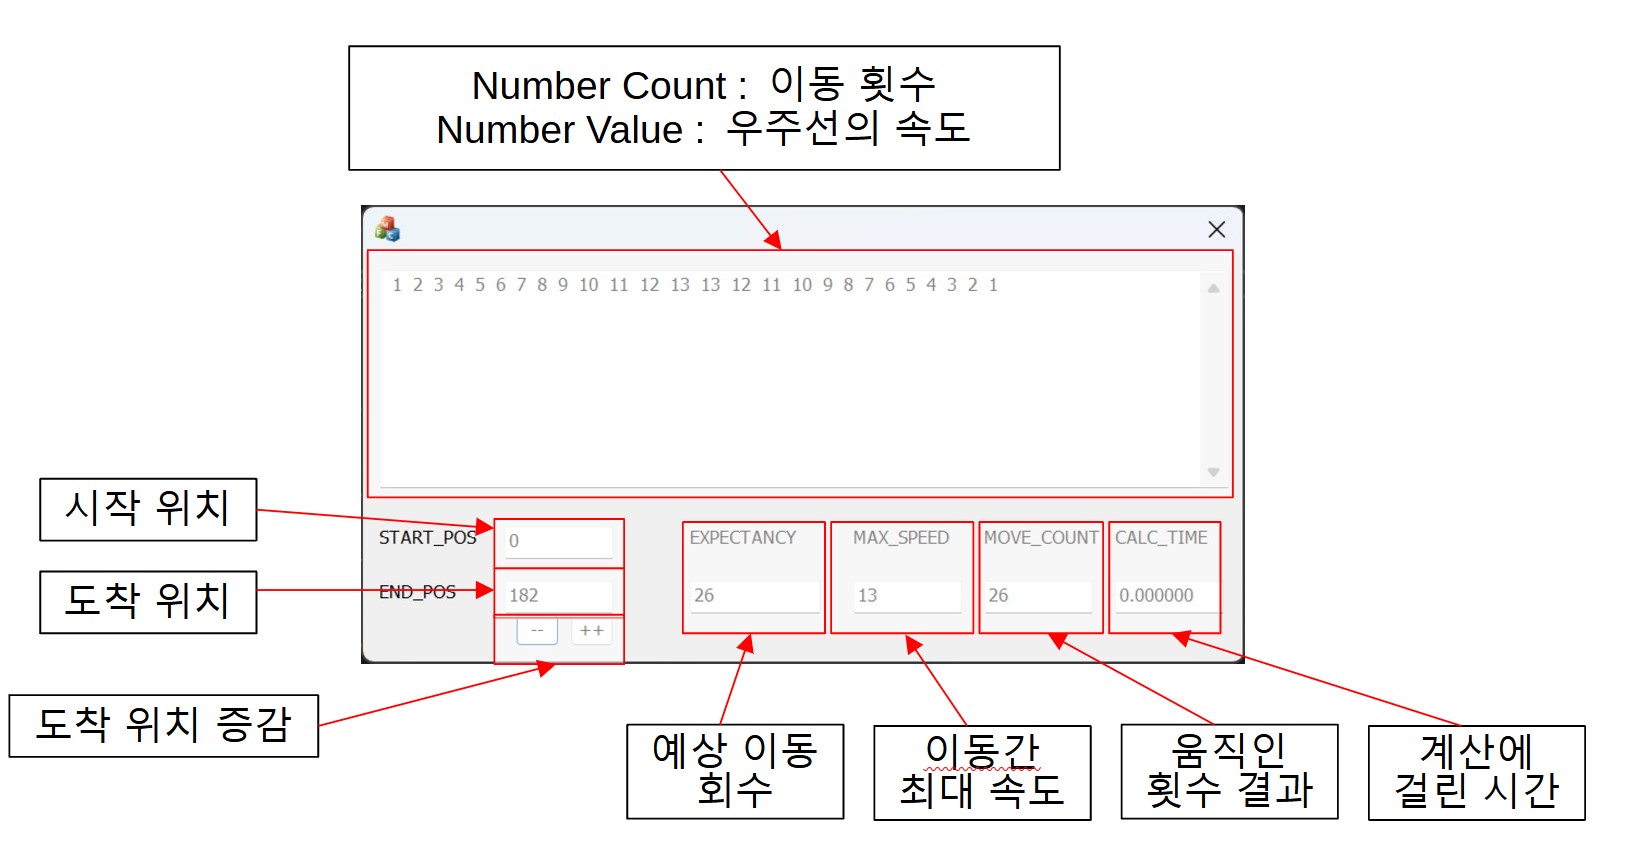 Number Count : 이동 횟수
Number Value : 우주선의 속도
1 2 3 4 5 6 7 8 9 10 11 12 13 13 12 11 10 9 8 7 6 5 4 3 2 1
시작 위치
START_POS
0
도착 위치
END_POS
182
-- ++
도착 위치 증감
EXPECTANCY
26
MAX_SPEED
13
MOVE_COUNT
26
CALC_TIME
0.000000
예상 이동
회수
이동간
최대 속도
움직인
횟수 결과
계산에
걸린 시간